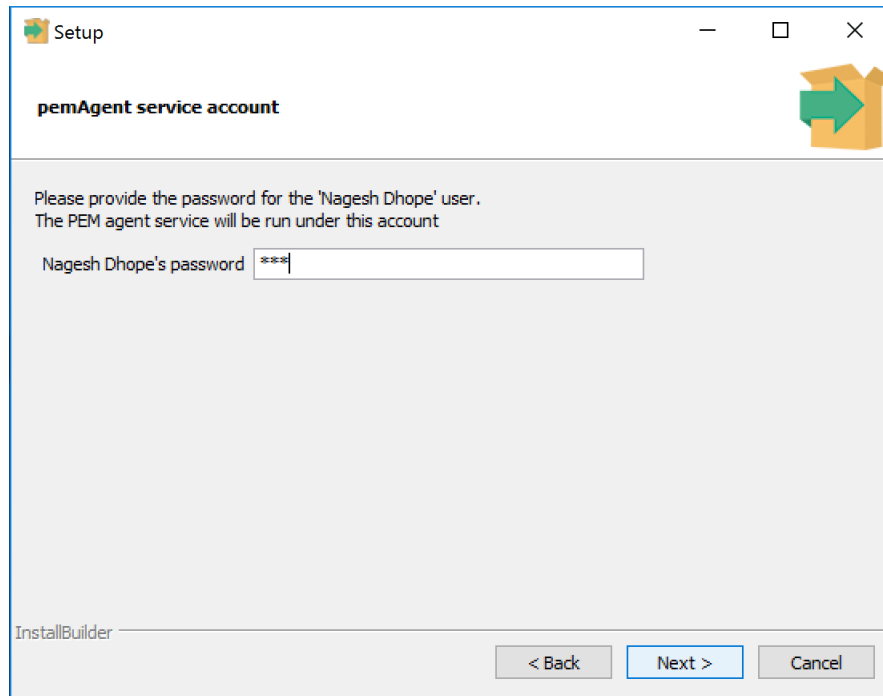 Setup
pemAgent service account
Please provide the password for the 'Nagesh Dhope' user.
The PEM agent service will be run under this account
Nagesh Dhope's password ***
InstallBuilder
< Back Next > Cancel